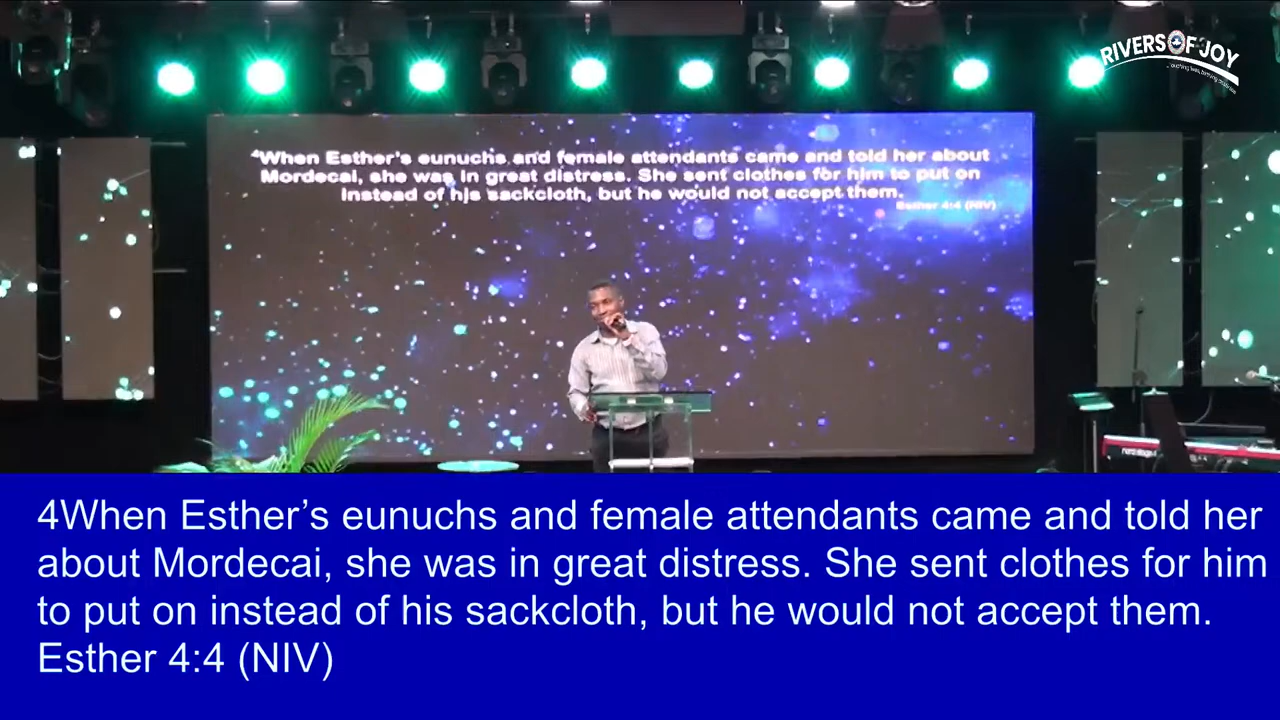 RIVERS OF JOY
4When Esther's eunuchs and female attendants came and told her about
Mordecai, she was in great distress. She sent clothes for him to put on
instead of his sackcloth, but he would not accept them.
Esther 4:4 (NIV)
4When Esther’s eunuchs and female attendants came and told her
about Mordecai, she was in great distress. She sent clothes for him
to put on instead of his sackcloth, but he would not accept them.
Esther 4:4 (NIV)